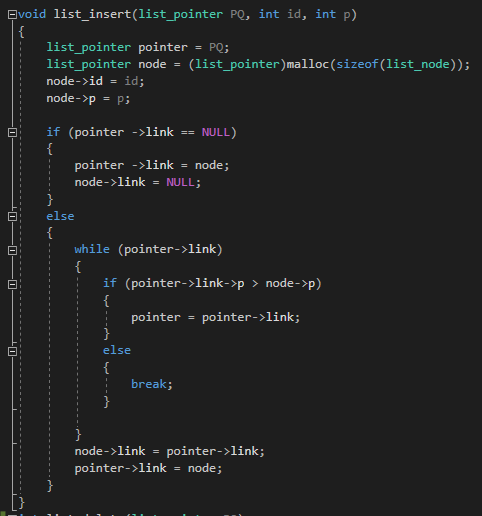 void list_insert(list_pointer PQ, int id, int p)
{
    list_pointer pointer = PQ;
    list_pointer node = (list_pointer)malloc(sizeof(list_node));
    node->id = id;
    node->p = p;

    if (pointer ->link == NULL)
    {
        pointer ->link = node;
        node->link = NULL;
    }
    else
    {
        while (pointer->link)
        {
            if (pointer->link->p > node->p)
            {
                pointer = pointer->link;
            }
            else
            {
                break;
            }

        }
        node->link = pointer->link;
        pointer->link = node;
    }
}